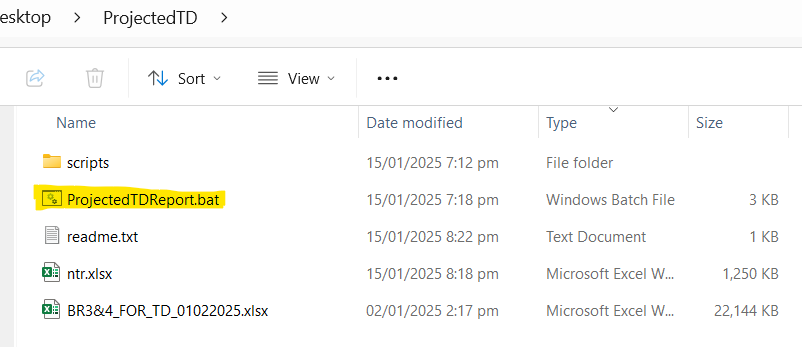 esktop > ProjectedTD >
Sort View ...
Name Date modified Type Size
scripts 15/01/2025 7:12 pm File folder
ProjectedTDReport.bat 15/01/2025 7:18 pm Windows Batch File 3 KB
readme.txt 15/01/2025 8:22 pm Text Document 1 KB
ntr.xlsx 15/01/2025 8:18 pm Microsoft Excel W... 1,250 KB
BR3&4_FOR_TD_01022025.xlsx 02/01/2025 2:17 pm Microsoft Excel W... 22,144 KB